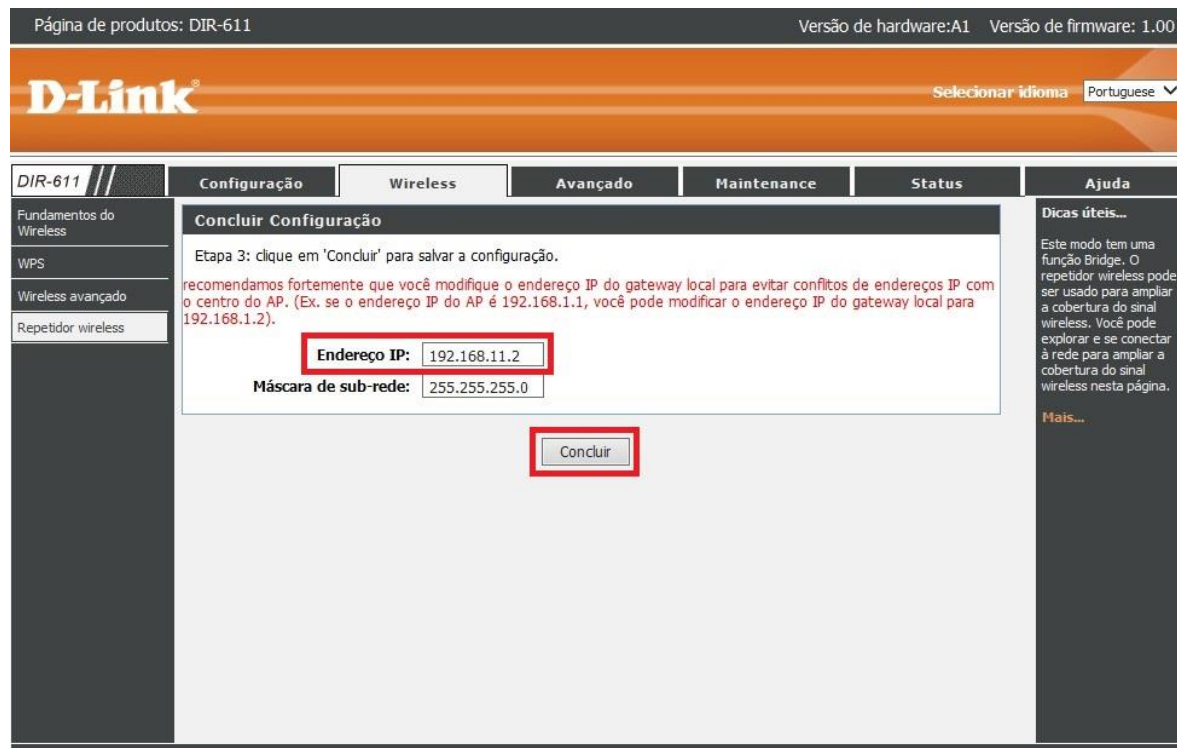 Página de produtos: DIR-611
Versão de hardware:A1 Versão de firmware: 1.00
D-Link®
Selecionar idioma Portuguese
DIR-611
Configuração
Wireless
Avançado
Maintenance
Status
Ajuda
Fundamentos do
Wireless
WPS
Wireless avançado
Repetidor wireless
Concluir Configuração
Etapa 3: clique em 'Concluir' para salvar a configuração.
recomendamos fortemente que você modifique o endereço IP do gateway local para evitar conflitos de endereços IP com
o centro do AP. (Ex. se o endereço IP do AP é 192.168.1.1, você pode modificar o endereço IP do gateway local para
192.168.1.2).
Endereço IP: 192.168.11.2
Máscara de sub-rede: 255.255.255.0
Concluir
Dicas úteis...
Este modo tem uma
função Bridge. O
repetidor wireless pode
ser usado para ampliar
a cobertura do sinal
wireless. Você pode
explorar e se conectar
à rede para ampliar a
cobertura do sinal
wireless nesta página.
Mais...